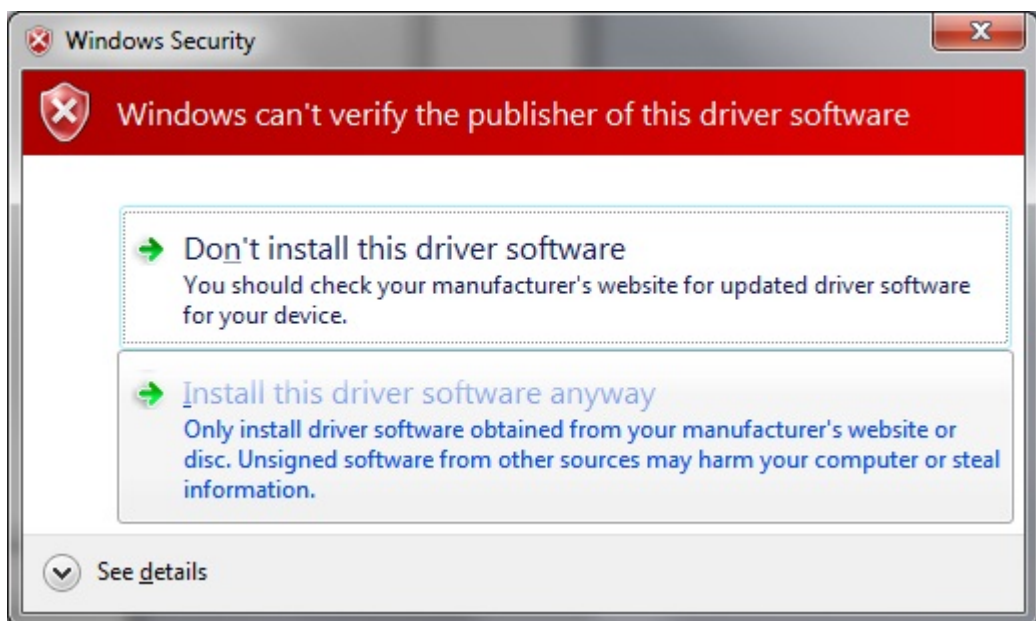 Windows Security
Windows can't verify the publisher of this driver software
Don't install this driver software
You should check your manufacturer's website for updated driver software
for your device.
Install this driver software anyway
Only install driver software obtained from your manufacturer's website or
disc. Unsigned software from other sources may harm your computer or steal
information.
See details